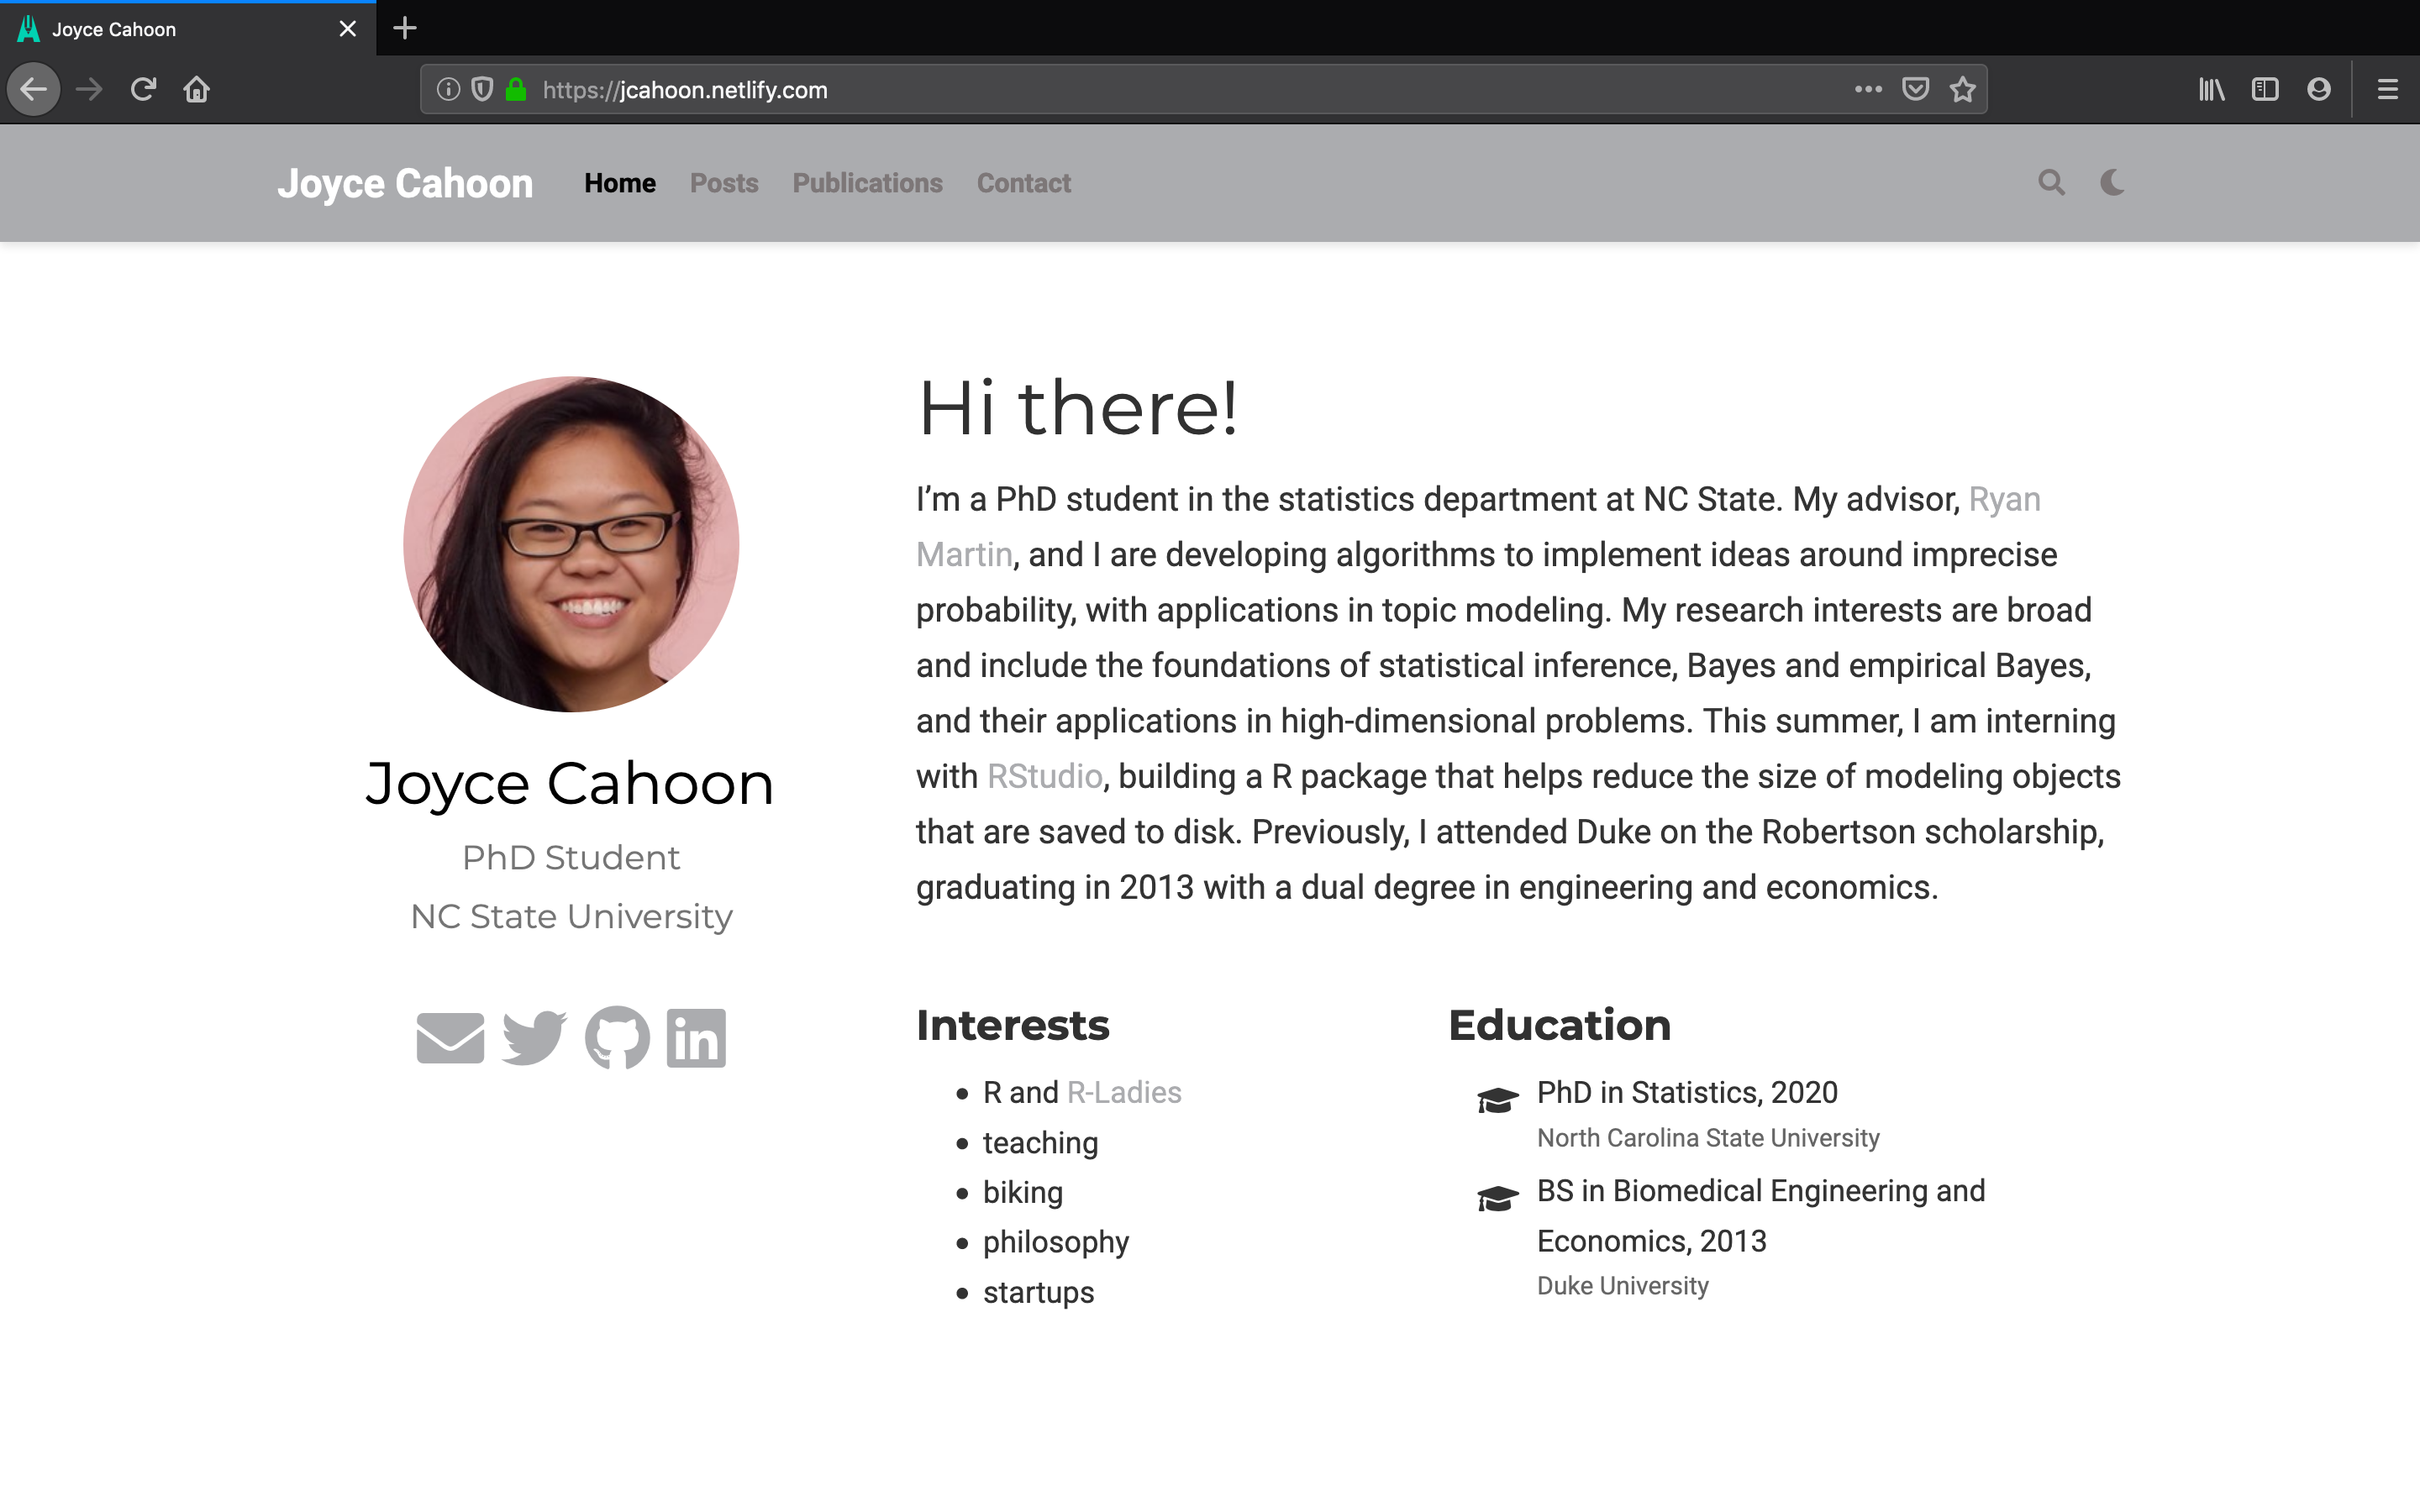 Joyce Cahoon
https://jcahoon.netlify.com
Joyce Cahoon Home Posts Publications Contact
Hi there!
I’m a PhD student in the statistics department at NC State. My advisor, Ryan
Martin, and I are developing algorithms to implement ideas around imprecise
probability, with applications in topic modeling. My research interests are broad
and include the foundations of statistical inference, Bayes and empirical Bayes,
and their applications in high-dimensional problems. This summer, I am interning
with RStudio, building a R package that helps reduce the size of modeling objects
that are saved to disk. Previously, I attended Duke on the Robertson scholarship,
graduating in 2013 with a dual degree in engineering and economics.
Joyce Cahoon
PhD Student
NC State University
in
Interests
• R and R-Ladies
• teaching
• biking
• philosophy
• startups
Education
PhD in Statistics, 2020
North Carolina State University
BS in Biomedical Engineering and
Economics, 2013
Duke University